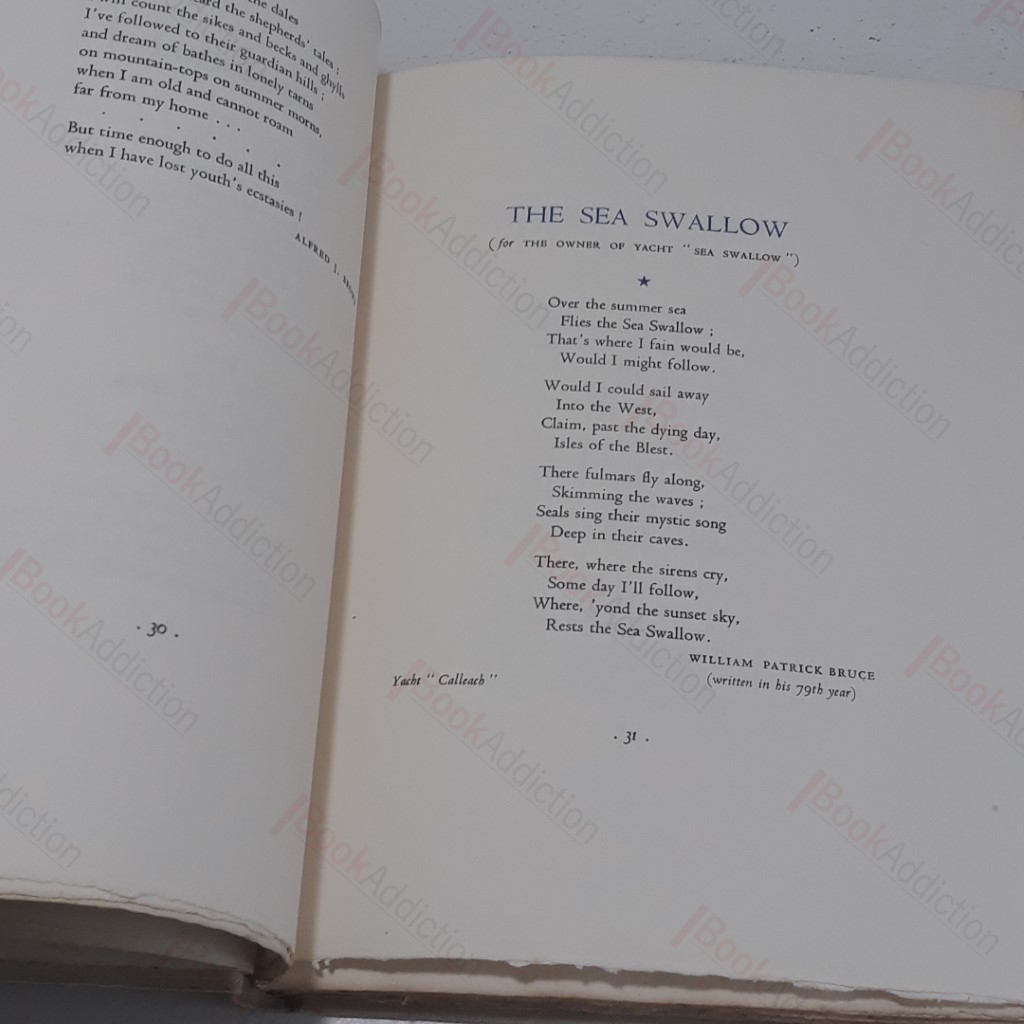 the dales
the shepherds' tales ;
count the sikes and becks and ghylls
I've followed to their guardian hills ;
and dream of bathes in lonely tarns
on mountain-tops on summer morns,
when I am old and cannot roam
far from my home . . .
. . . . . .
But time enough to do all this
when I have lost youth's ecstasies !
ALFRED J.
· 30 ·
THE SEA SWALLOW
(for THE OWNER OF YACHT "SEA SWALLOW")
★
Over the summer sea
Flies the Sea Swallow ;
That's where I fain would be,
Would I might follow.
Would I could sail away
Into the West,
Claim, past the dying day,
Isles of the Blest.
There fulmars fly along,
Skimming the waves ;
Seals sing their mystic song
Deep in their caves.
There, where the sirens cry,
Some day I'll follow,
Where, 'yond the sunset sky,
Rests the Sea Swallow.
WILLIAM PATRICK BRUCE
(written in his 79th year)
Yacht "Calleach"
· 31 ·
BookAddiction